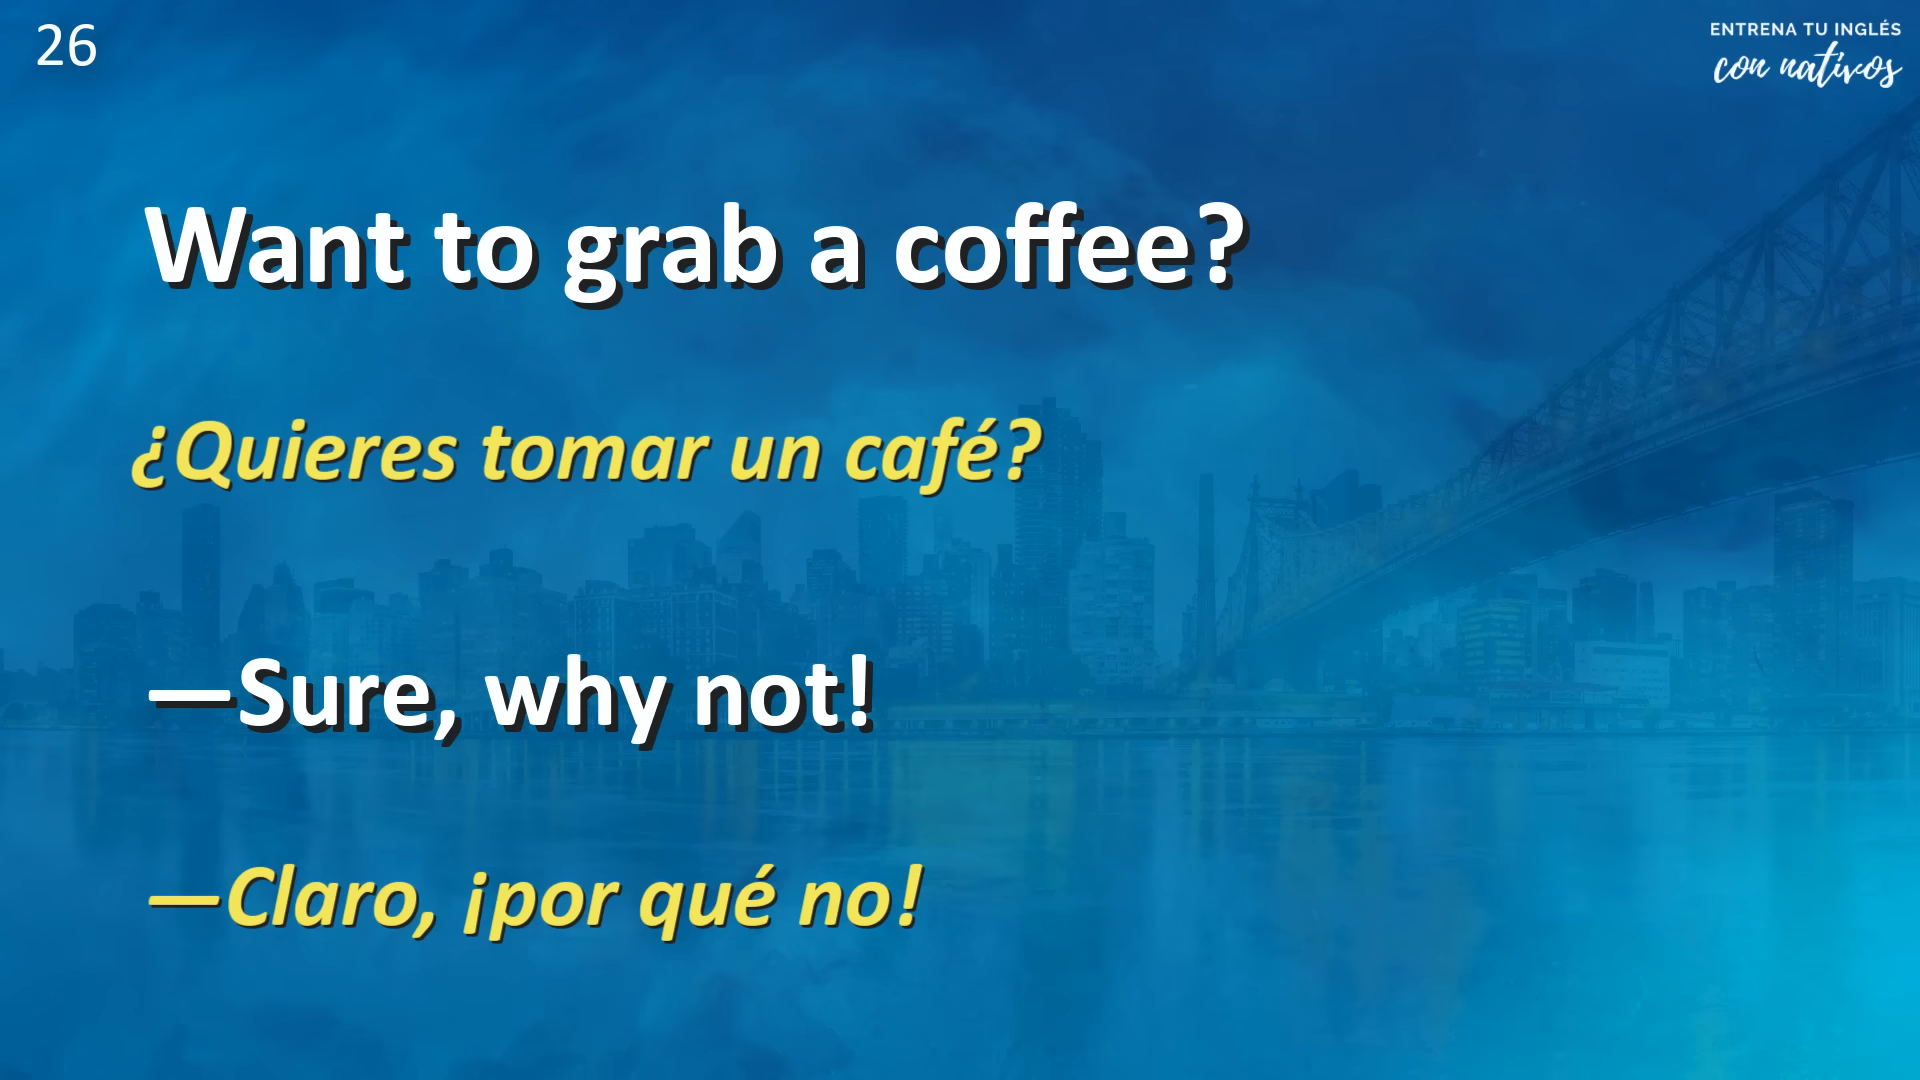 26
ENTRENA TU INGLÉS
con nativos
Want to grab a coffee?
¿Quieres tomar un café?
—Sure, why not!
—Claro, ¡por qué no!